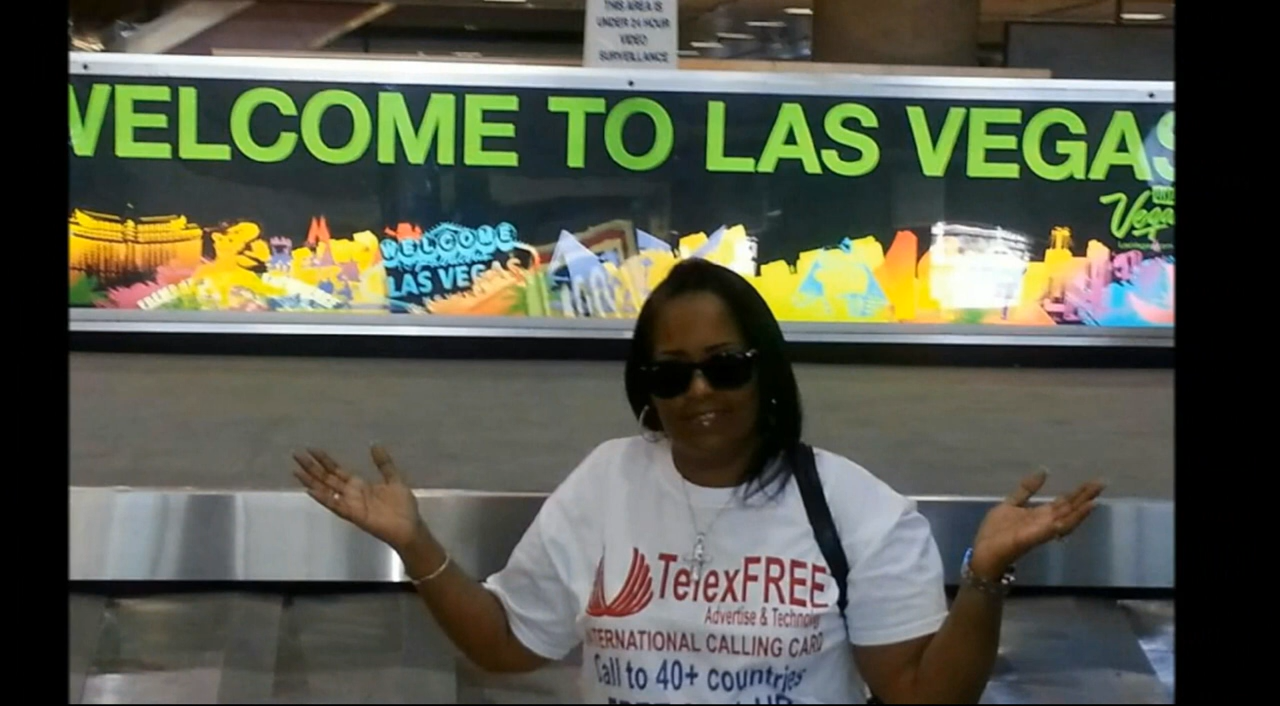 THIS AREA IS
UNDER 24 HOUR
VIDEO
SURVEILLANCE
WELCOME TO LAS VEGAS
Vegas
WELCOME
LAS VEGAS
TelexFREE
Advertise & Technology
INTERNATIONAL CALLING CARD
Call to 40+ countries